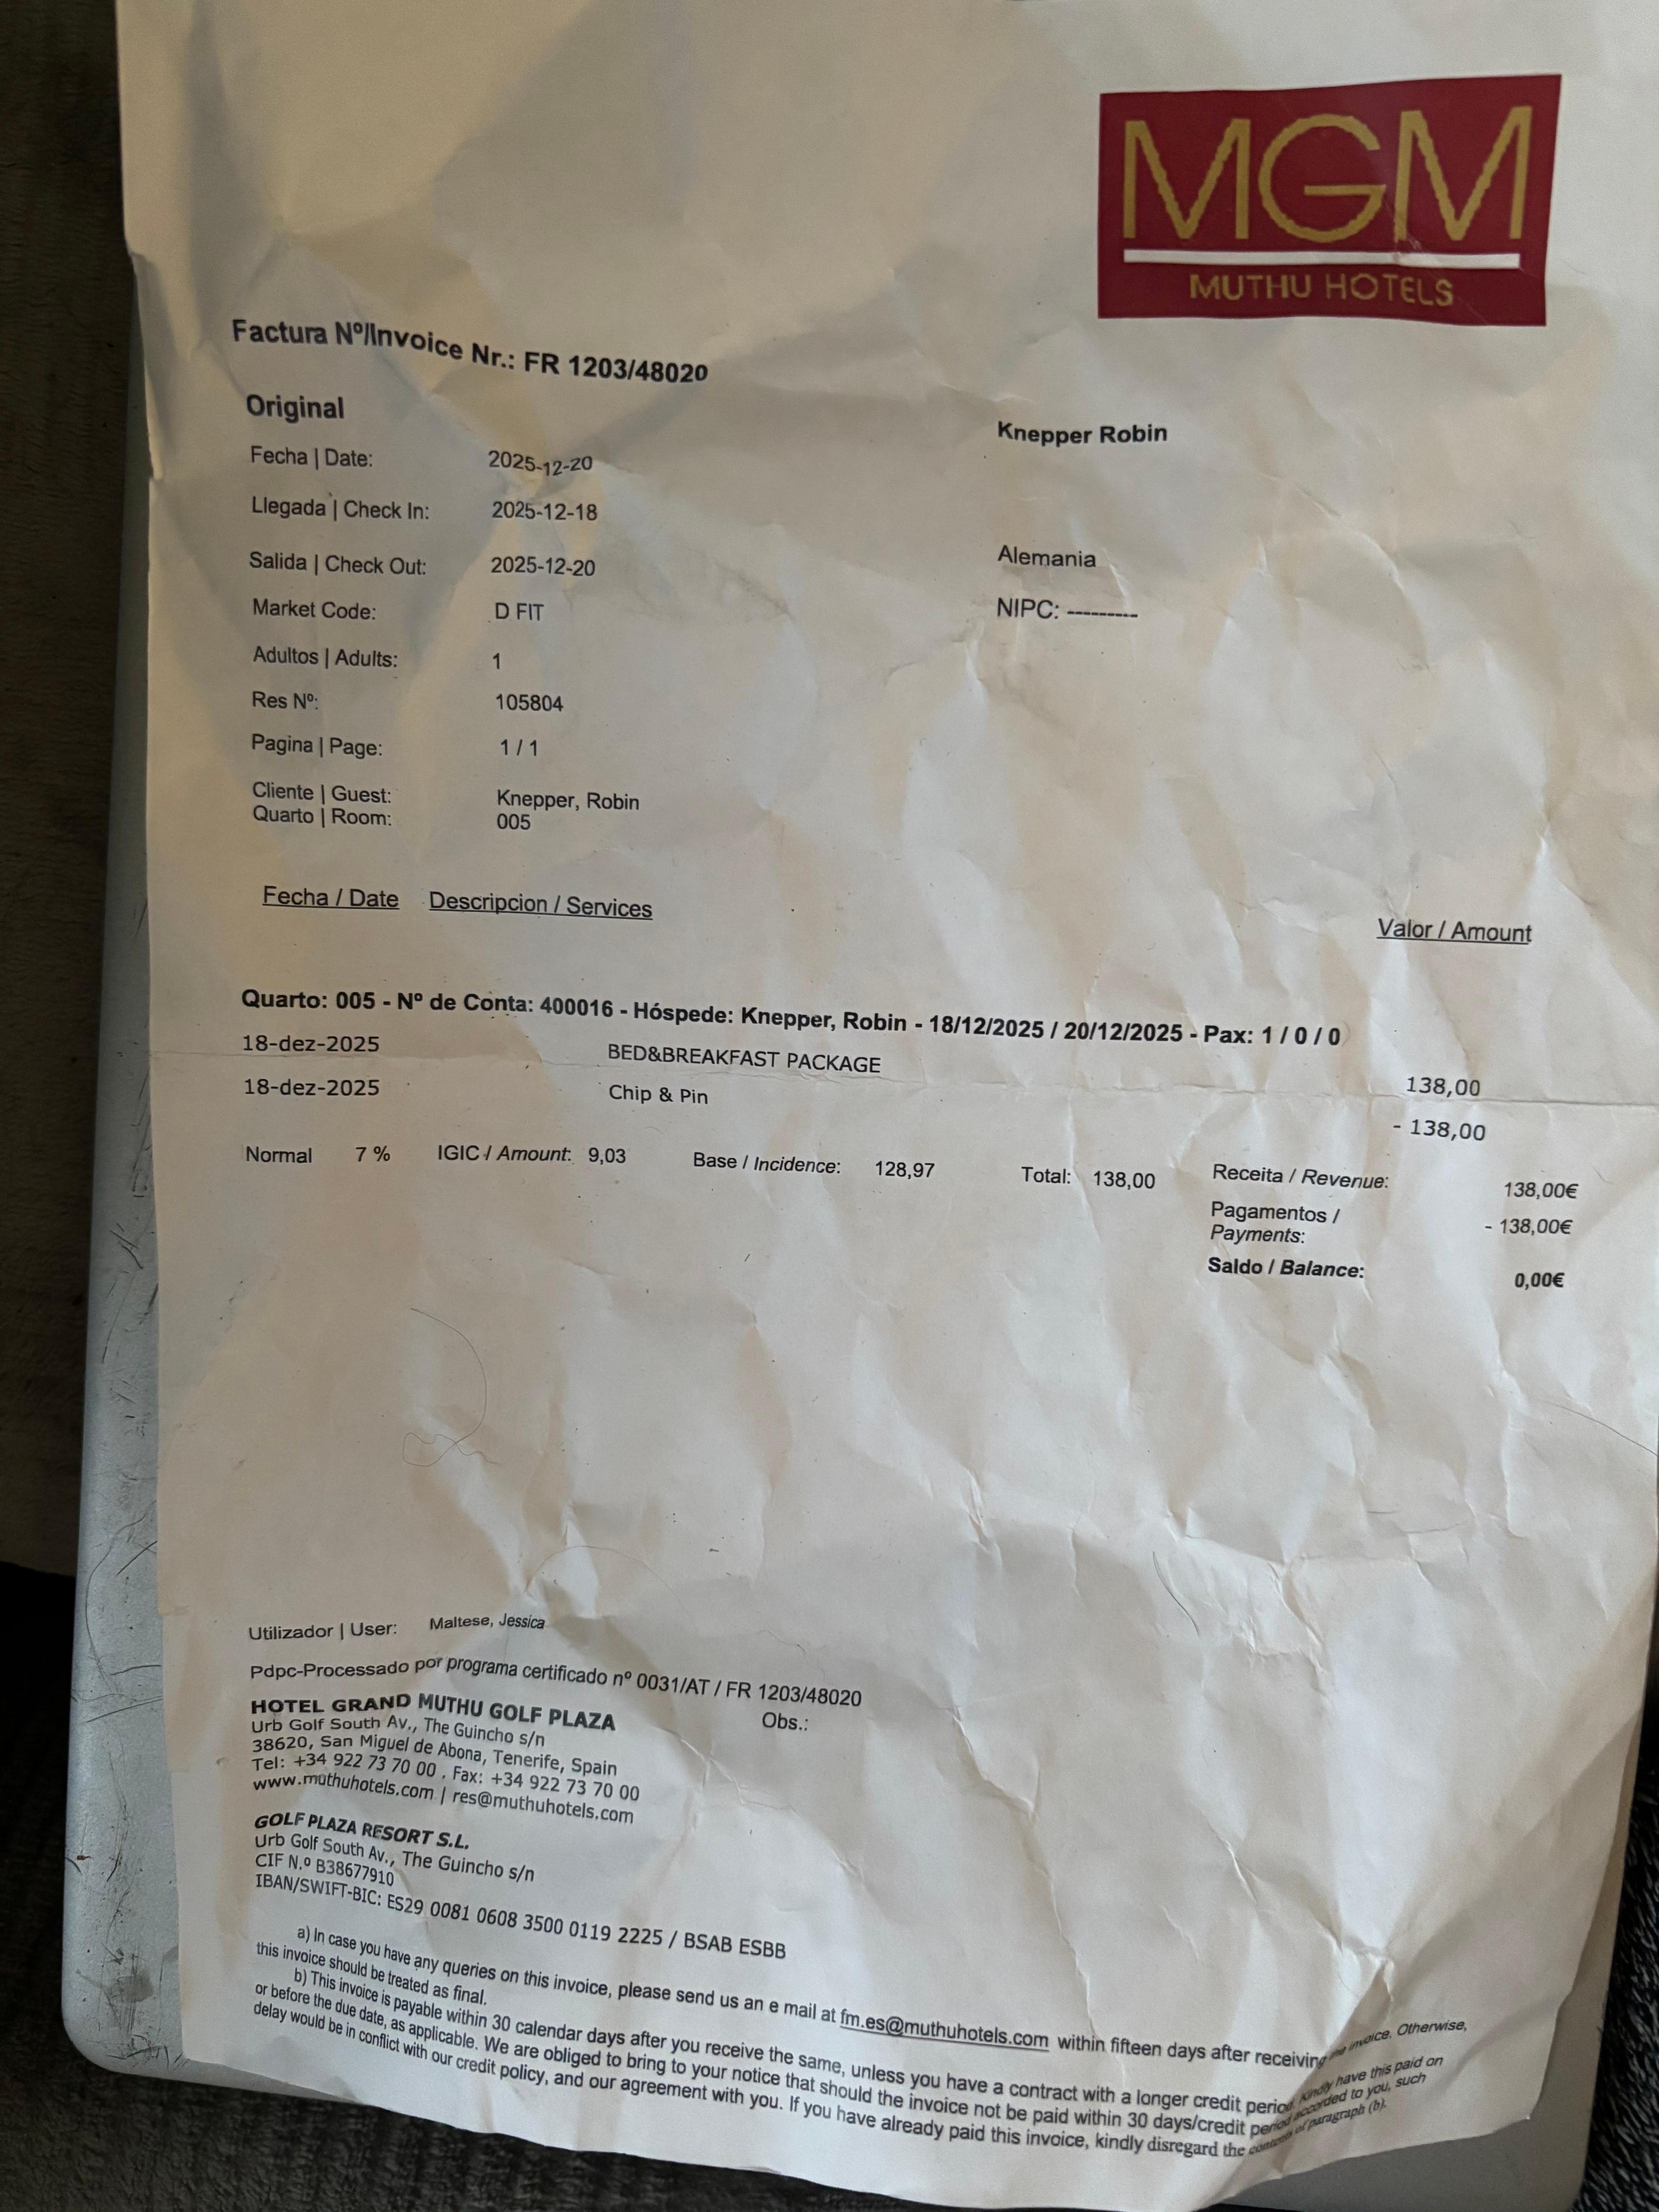 MGM
MUTHU HOTELS
Factura Nº/Invoice Nr.: FR 1203/48020
Original
Knepper Robin
Fecha | Date: 2025-12-20
Llegada | Check In: 2025-12-18
Salida | Check Out: 2025-12-20
Alemania
Market Code: D FIT
NIPC: ---------
Adultos | Adults: 1
Res Nº: 105804
Pagina | Page: 1 / 1
Cliente | Guest: Knepper, Robin
Quarto | Room: 005
Fecha / Date Descripcion / Services Valor / Amount
Quarto: 005 - Nº de Conta: 400016 - Hóspede: Knepper, Robin - 18/12/2025 / 20/12/2025 - Pax: 1 / 0 / 0
18-dez-2025 BED&BREAKFAST PACKAGE 138,00
18-dez-2025 Chip & Pin - 138,00
Normal 7 % IGIC / Amount: 9,03 Base / Incidence: 128,97 Total: 138,00 Receita / Revenue: 138,00€
Pagamentos / - 138,00€
Payments:
Saldo / Balance: 0,00€
Utilizador | User: Maltese, Jessica
Pdpc-Processado por programa certificado nº 0031/AT / FR 1203/48020
HOTEL GRAND MUTHU GOLF PLAZA Obs.:
Urb Golf South Av., The Guincho s/n
38620, San Miguel de Abona, Tenerife, Spain
Tel: +34 922 73 70 00 . Fax: +34 922 73 70 00
www.muthuhotels.com | res@muthuhotels.com
GOLF PLAZA RESORT S.L.
Urb Golf South Av., The Guincho s/n
CIF N.º B38677910
IBAN/SWIFT-BIC: ES29 0081 0608 3500 0119 2225 / BSAB ESBB
a) In case you have any queries on this invoice, please send us an e mail at fm.es@muthuhotels.com within fifteen days after receiving the invoice. Otherwise,
this invoice should be treated as final.
b) This invoice is payable within 30 calendar days after you receive the same, unless you have a contract with a longer credit period. Kindly have this paid on
or before the due date, as applicable. We are obliged to bring to your notice that should the invoice not be paid within 30 days/credit period accorded to you, such
delay would be in conflict with our credit policy, and our agreement with you. If you have already paid this invoice, kindly disregard the contents of paragraph (b).